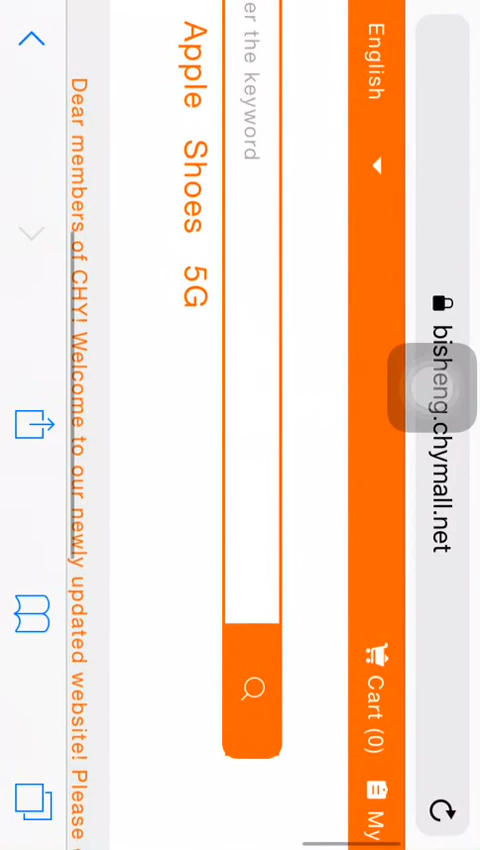 bisheng.chymall.net
English
Cart (0) My
er the keyword
Apple Shoes 5G
Dear members of CHY! Welcome to our newly updated website! Please